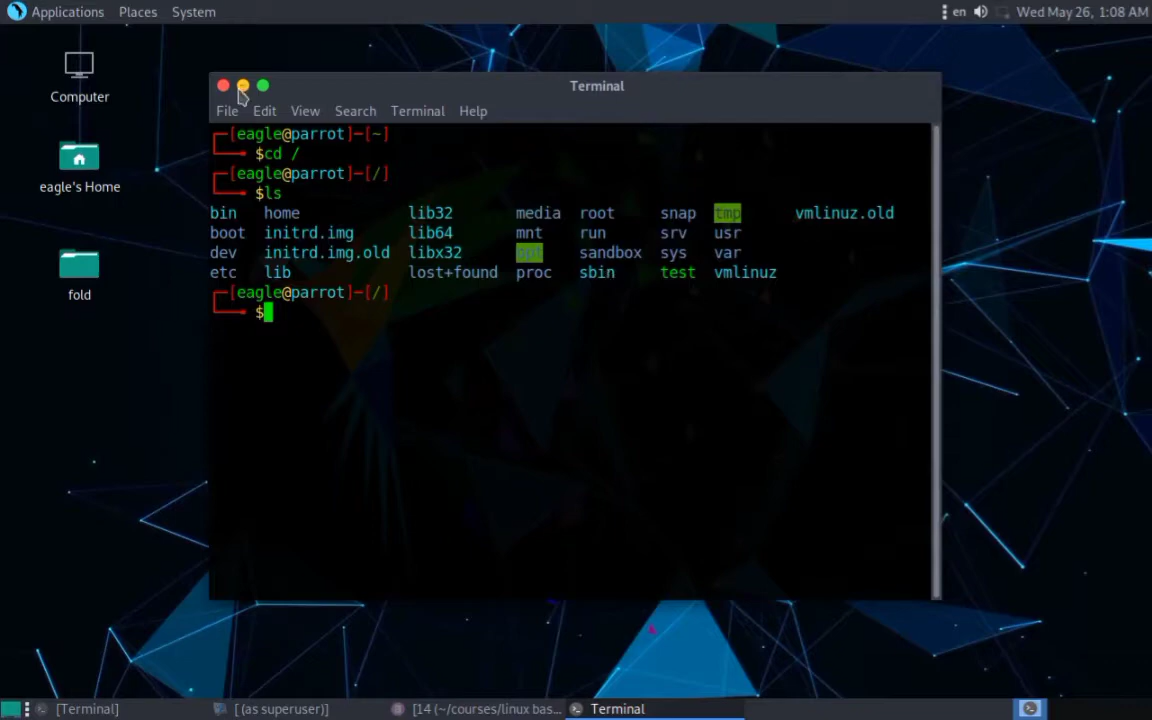 Applications Places System en Wed May 26, 1:08 AM
Computer
eagle's Home
fold
Terminal
File Edit View Search Terminal Help
[eagle@parrot]─[~]
$cd /
[eagle@parrot]─[/]
$ls
bin home lib32 media root snap tmp vmlinuz.old
boot initrd.img lib64 mnt run srv usr
dev initrd.img.old libx32 opt sandbox sys var
etc lib lost+found proc sbin test vmlinuz
[eagle@parrot]─[/]
$
[Terminal] [ (as superuser)] [14 (~/courses/linux bas... Terminal